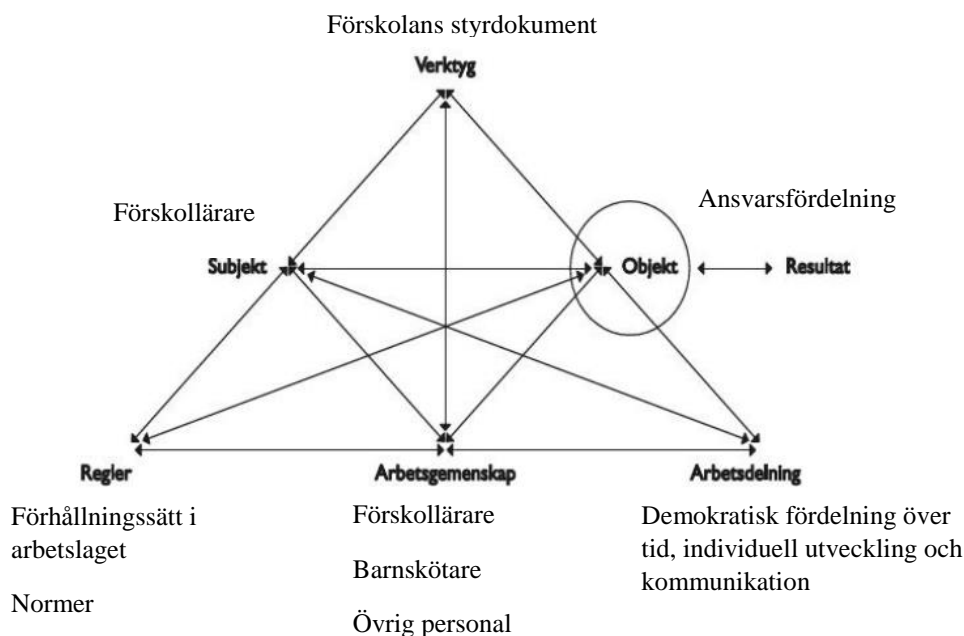 Förskolans styrdokument
Verktyg
Förskollärare
Ansvarsfördelning
Subjekt
Objekt
Resultat
Regler
Arbetsgemenskap
Arbetsdelning
Förhållningssätt i
arbetslaget
Normer
Förskollärare
Barnskötare
Övrig personal
Demokratisk fördelning över
tid, individuell utveckling och
kommunikation